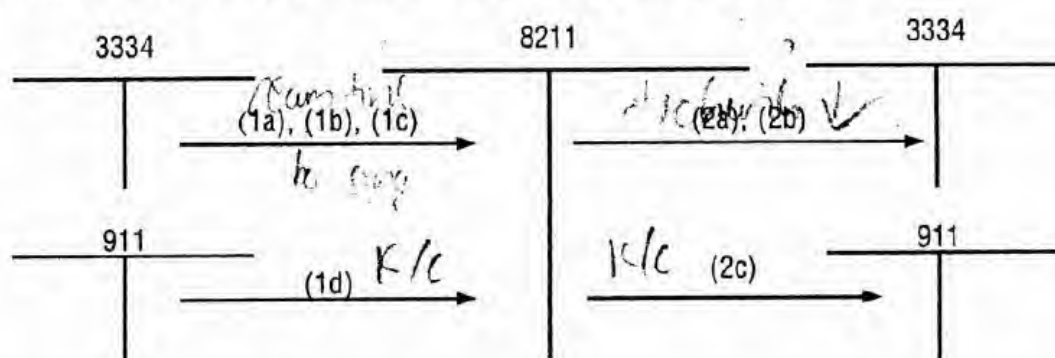 3334 8211 3334
(1a), (1b), (1c) (2a), (2b)
911 911
(1d) K/c K/c (2c)